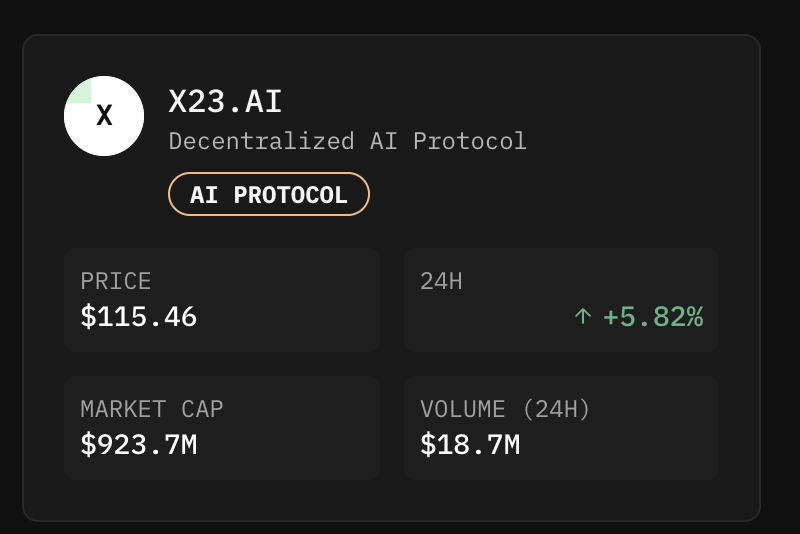 X
X23.AI
Decentralized AI Protocol
AI PROTOCOL
PRICE
$115.46
24H
↑ +5.82%
MARKET CAP
$923.7M
VOLUME (24H)
$18.7M